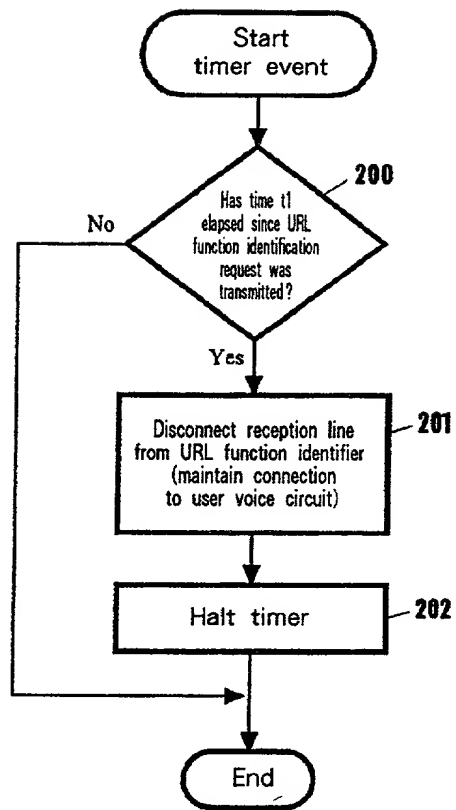 Start
timer event
200
Has time t1
elapsed since URL
function identification
request was
transmitted?
No
Yes
201
Disconnect reception line
from URL function identifier
(maintain connection
to user voice circuit)
202
Halt timer
End